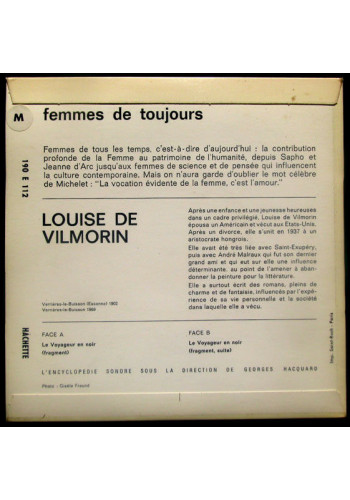 M
femmes de toujours
Femmes de tous les temps, c'est-à-dire d'aujourd'hui : la contribution
profonde de la Femme au patrimoine de l'humanité, depuis Sapho et
Jeanne d'Arc jusqu'aux femmes de science et de pensée qui influencent
la culture contemporaine. Mais on n'aura garde d'oublier le mot célèbre
de Michelet : "La vocation évidente de la femme, c'est l'amour."
190 E 112
LOUISE DE
VILMORIN
Après une enfance et une jeunesse heureuses
dans un cadre privilégié, Louise de Vilmorin
épousa un Américain et vécut aux États-Unis.
Après un divorce, elle s'unit en 1937 à un
aristocrate hongrois.
Elle avait été très liée avec Saint-Exupéry,
puis avec André Malraux qui fut son dernier
grand ami et qui eut sur elle une influence
déterminante, au point de l'amener à aban-
donner la peinture pour la littérature.
Elle a surtout écrit des romans, pleins de
charme et de fantaisie, influencés par l'expé-
rience de sa vie personnelle et la société
dans laquelle elle a vécu.
Verrières-le-Buisson (Essonne) 1902
Verrières-le-Buisson 1969
HACHETTE
FACE A
Le Voyageur en noir
(fragment)
FACE B
Le Voyageur en noir
(fragment, suite)
L'ENCYCLOPEDIE SONORE SOUS LA DIRECTION DE GEORGES HACQUARD
Photo : Gisèle Freund
Imp. Saint-Roch - Paris